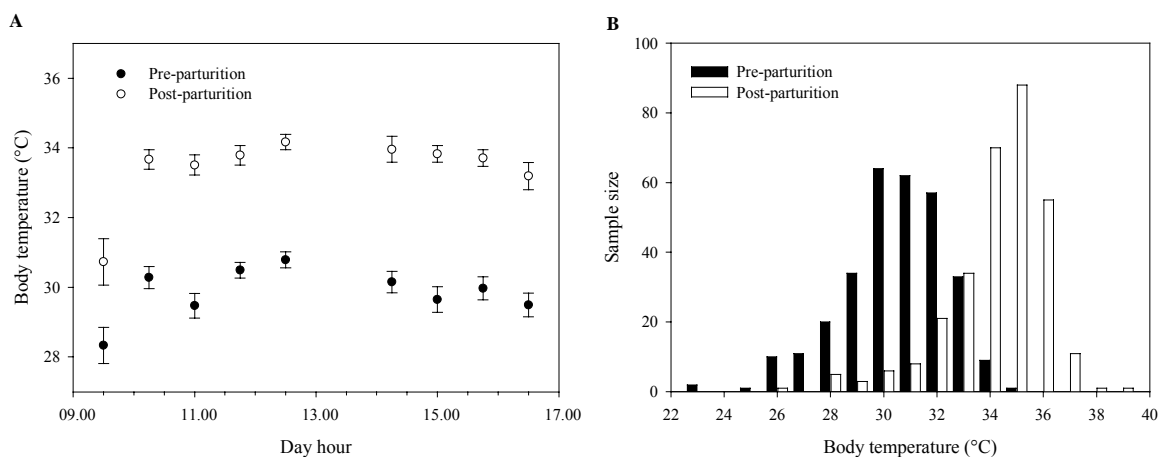 A
Body temperature (°C)
36
34
32
30
28
Pre-parturition
Post-parturition
09.00
11.00
13.00
15.00
17.00
Day hour
B
Sample size
100
80
60
40
20
0
Pre-parturition
Post-parturition
22
24
26
28
30
32
34
36
38
40
Body temperature (°C)